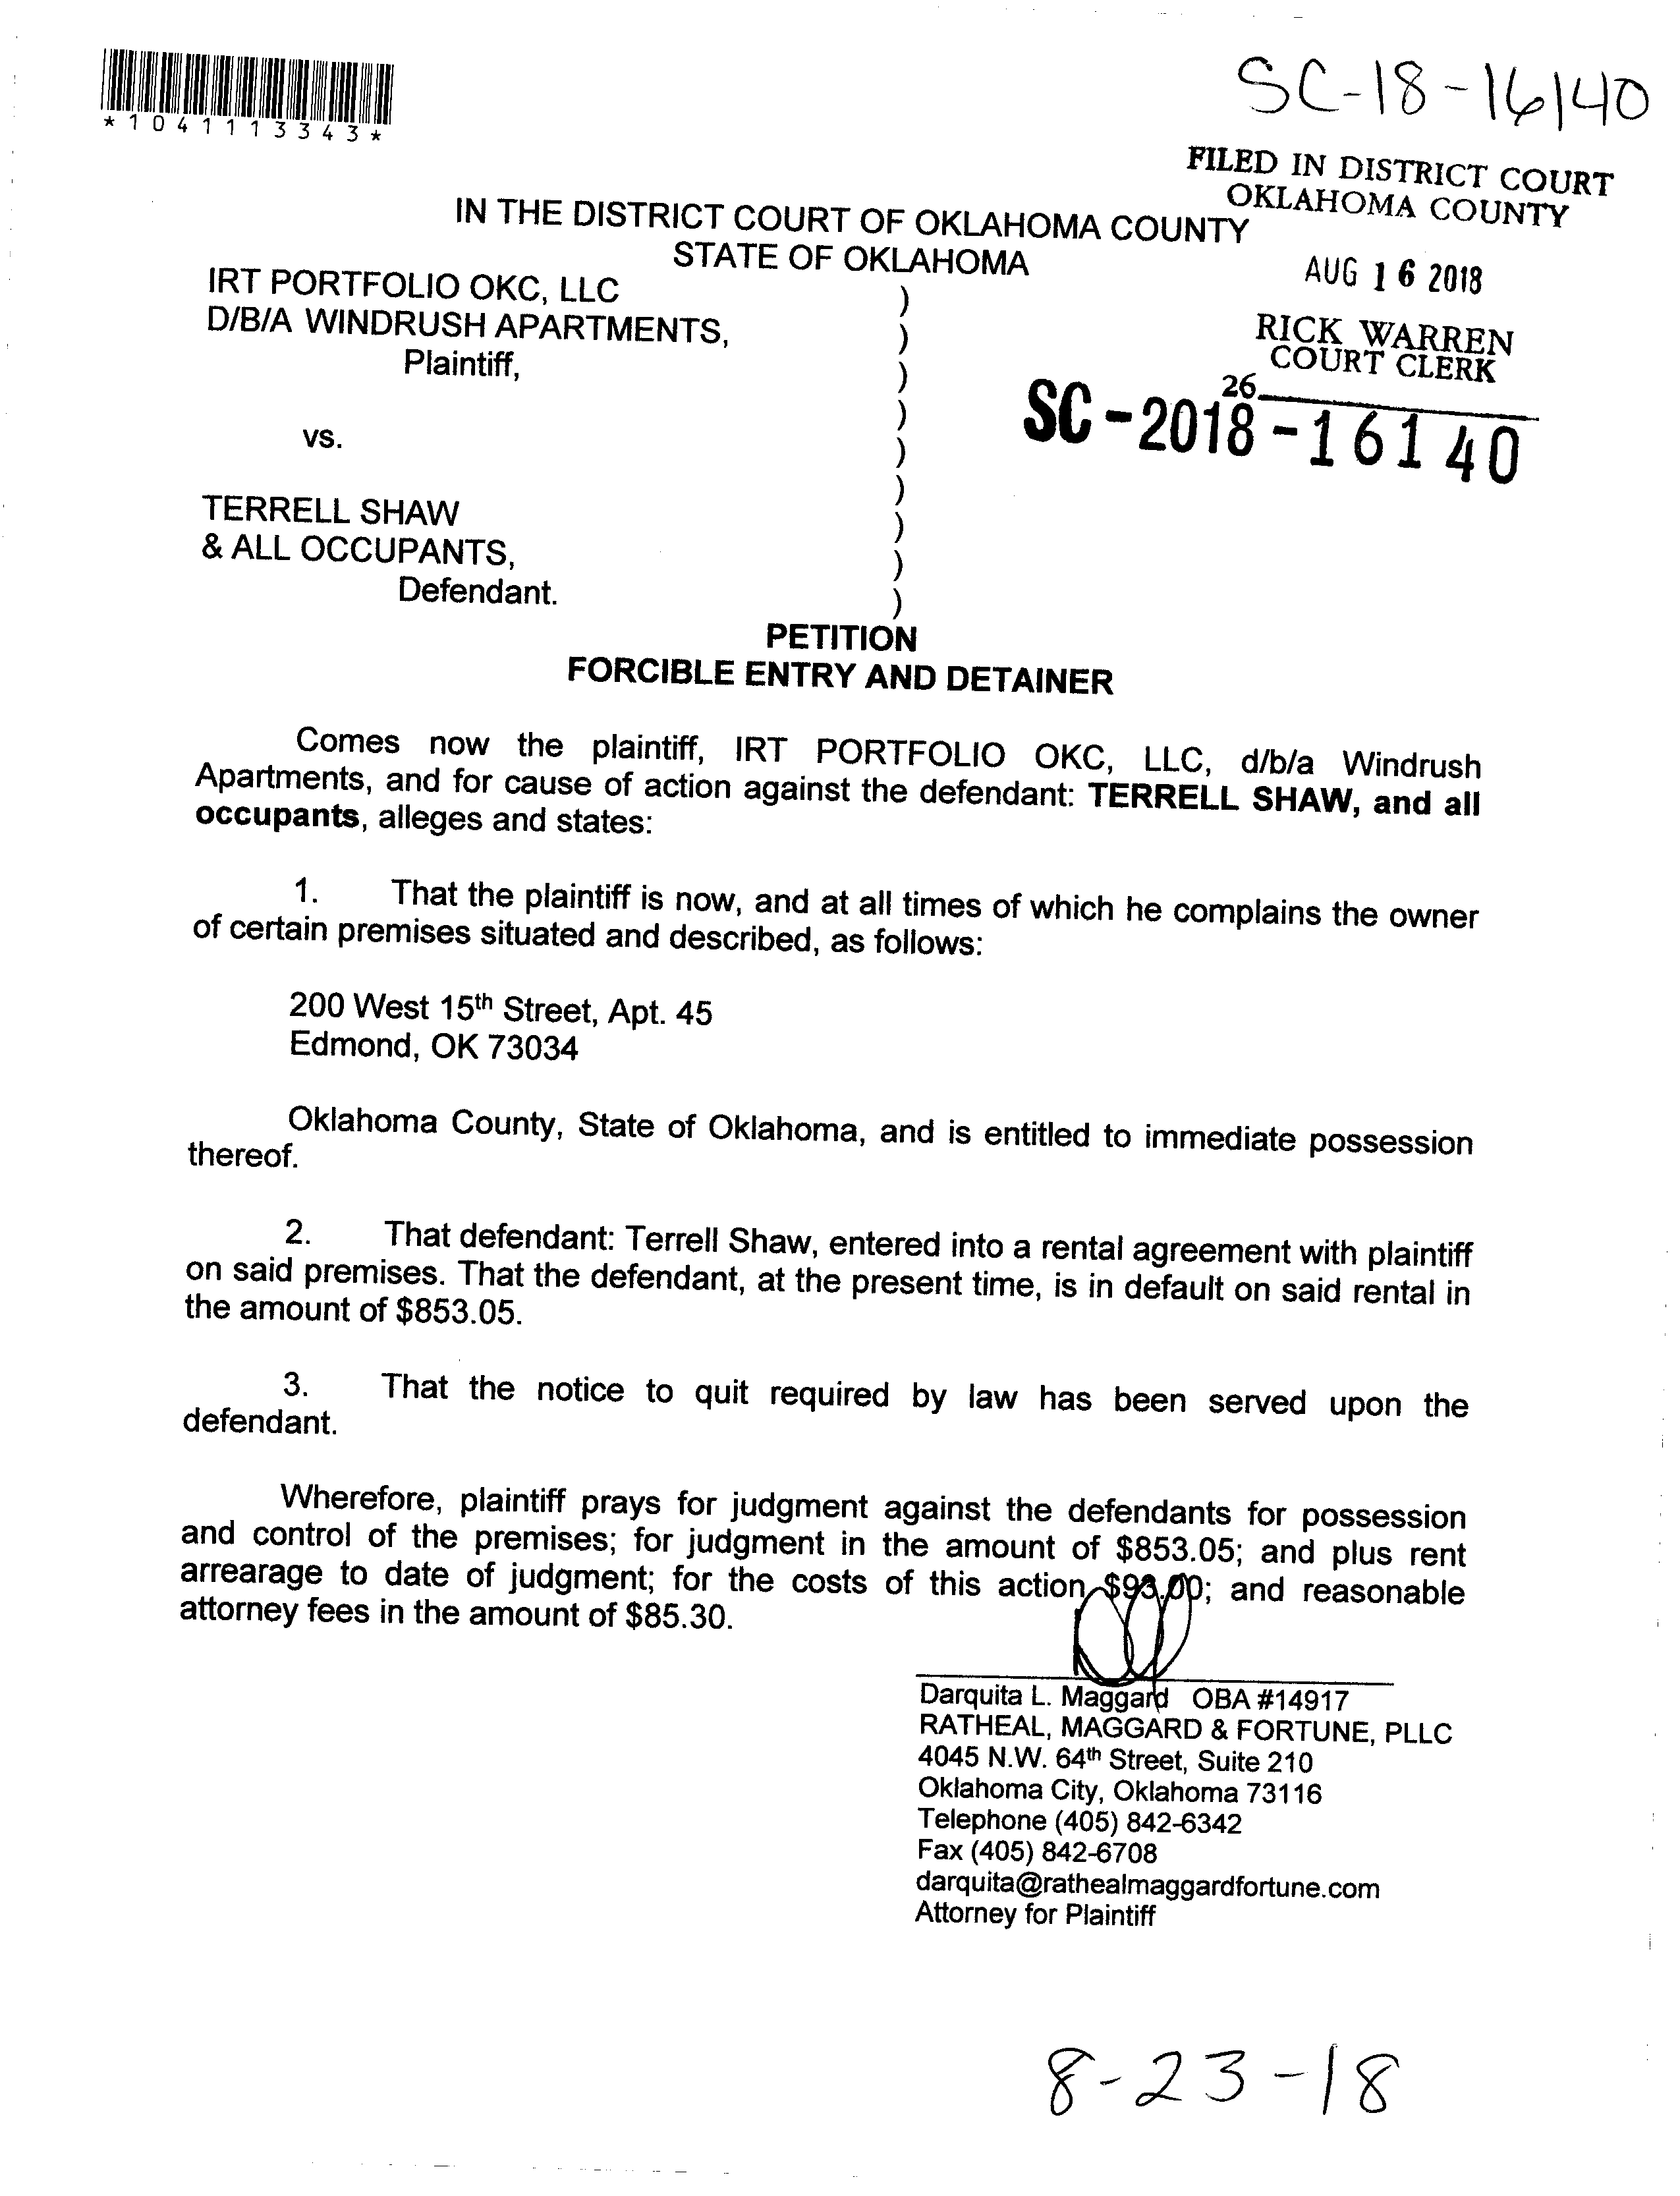 *1041113343*
SC-18-16140
FILED IN DISTRICT COURT
OKLAHOMA COUNTY
AUG 16 2018
RICK WARREN
COURT CLERK
26
SC-2018-16140
IN THE DISTRICT COURT OF OKLAHOMA COUNTY
STATE OF OKLAHOMA
IRT PORTFOLIO OKC, LLC )
D/B/A WINDRUSH APARTMENTS, )
Plaintiff, )
)
vs. )
)
TERRELL SHAW )
& ALL OCCUPANTS, )
Defendant. )
PETITION
FORCIBLE ENTRY AND DETAINER
Comes now the plaintiff, IRT PORTFOLIO OKC, LLC, d/b/a Windrush
Apartments, and for cause of action against the defendant: TERRELL SHAW, and all
occupants, alleges and states:
1. That the plaintiff is now, and at all times of which he complains the owner
of certain premises situated and described, as follows:
200 West 15th Street, Apt. 45
Edmond, OK 73034
Oklahoma County, State of Oklahoma, and is entitled to immediate possession
thereof.
2. That defendant: Terrell Shaw, entered into a rental agreement with plaintiff
on said premises. That the defendant, at the present time, is in default on said rental in
the amount of $853.05.
3. That the notice to quit required by law has been served upon the
defendant.
Wherefore, plaintiff prays for judgment against the defendants for possession
and control of the premises; for judgment in the amount of $853.05; and plus rent
arrearage to date of judgment; for the costs of this action, $93.00; and reasonable
attorney fees in the amount of $85.30.
Darquita L. Maggard OBA #14917
RATHEAL, MAGGARD & FORTUNE, PLLC
4045 N.W. 64th Street, Suite 210
Oklahoma City, Oklahoma 73116
Telephone (405) 842-6342
Fax (405) 842-6708
darquita@rathealmaggardfortune.com
Attorney for Plaintiff
8-23-18